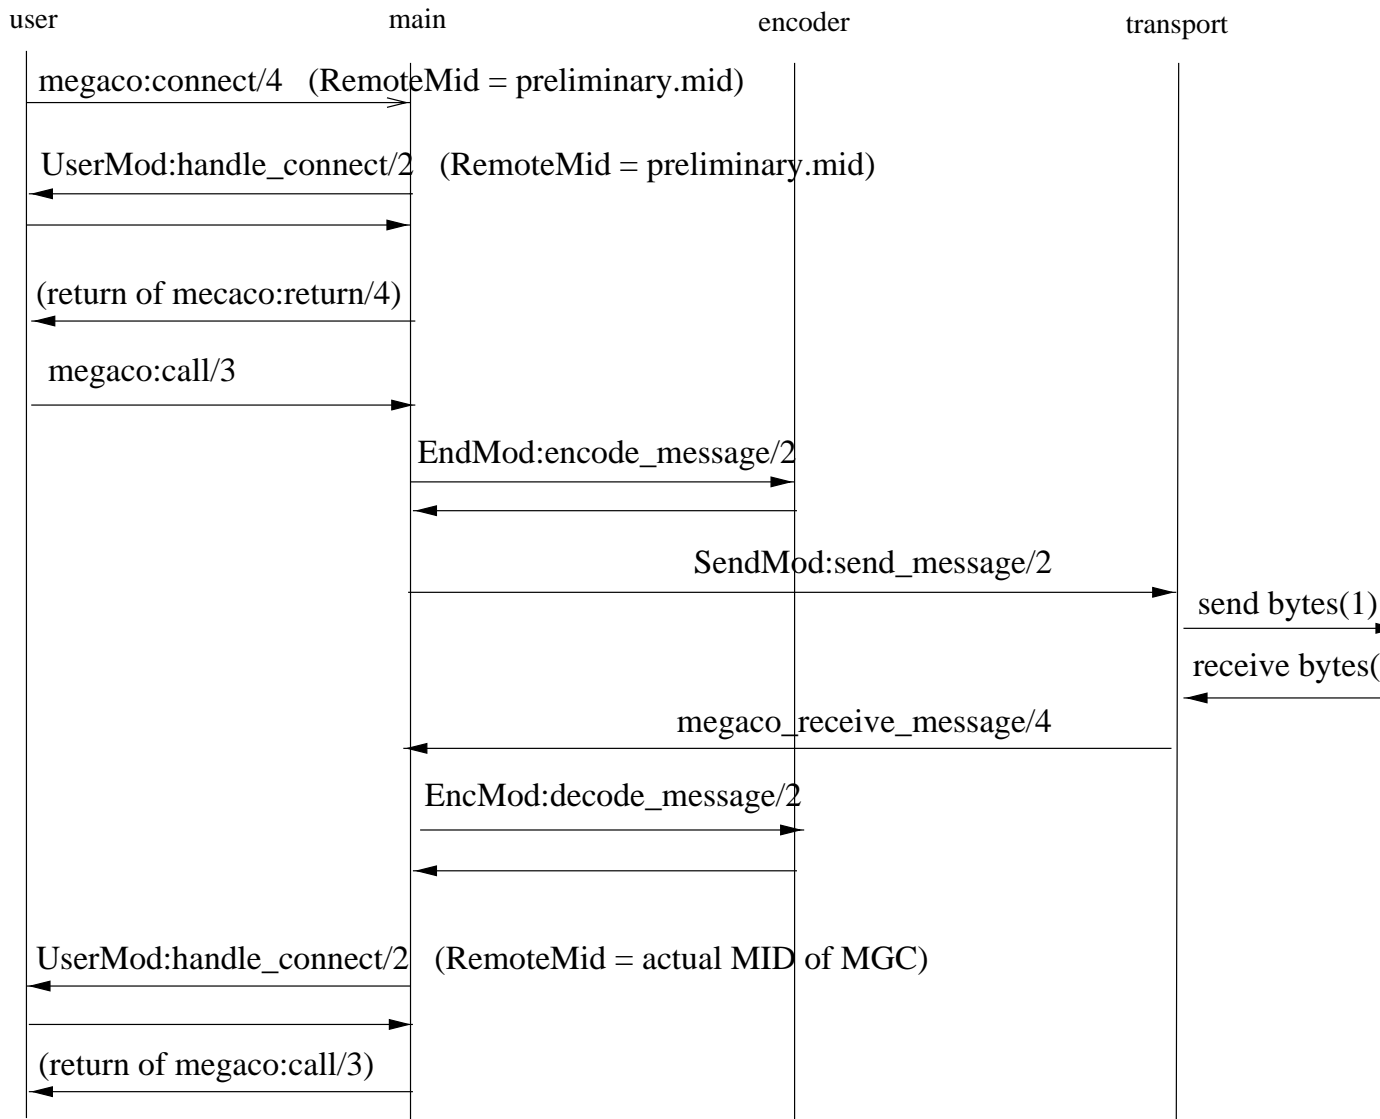 user main encoder transport
megaco:connect/4 (RemoteMid = preliminary.mid)
UserMod:handle_connect/2 (RemoteMid = preliminary.mid)
(return of mecaco:return/4)
megaco:call/3
EndMod:encode_message/2
SendMod:send_message/2
send bytes(1)
receive bytes(
megaco_receive_message/4
EncMod:decode_message/2
UserMod:handle_connect/2 (RemoteMid = actual MID of MGC)
(return of megaco:call/3)